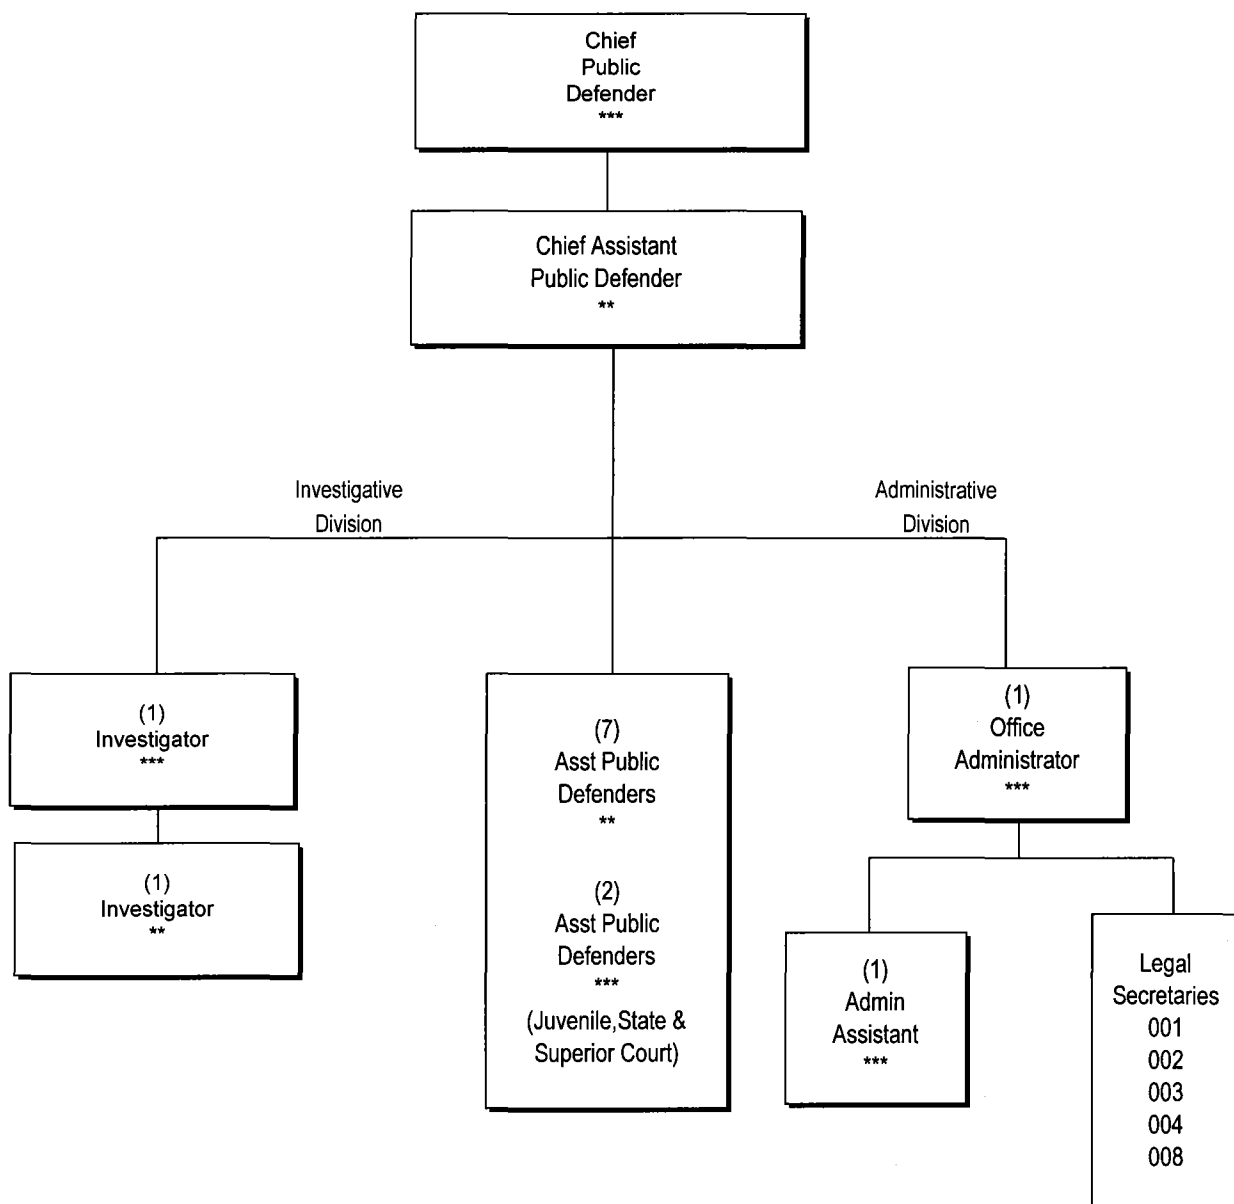 Chief
Public
Defender
***
Chief Assistant
Public Defender
**
Investigative
Division
Administrative
Division
(1)
Investigator
***
(1)
Investigator
**
(7)
Asst Public
Defenders
**
(2)
Asst Public
Defenders
***
(Juvenile,State &
Superior Court)
(1)
Office
Administrator
***
(1)
Admin
Assistant
***
Legal
Secretaries
001
002
003
004
008